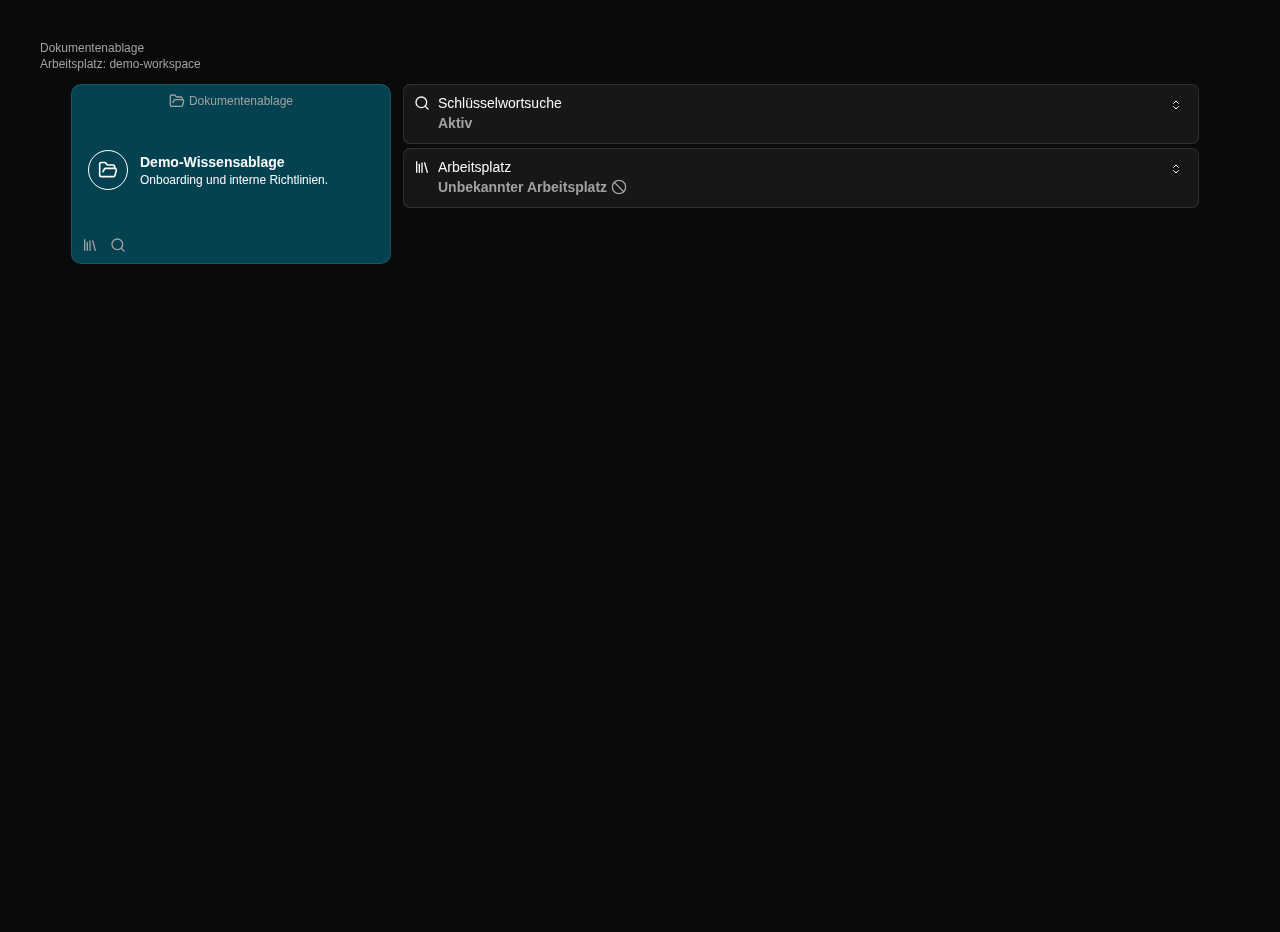 Dokumentenablage
Arbeitsplatz: demo-workspace
Dokumentenablage
Demo-Wissensablage
Onboarding und interne Richtlinien.
Schlüsselwortsuche
Aktiv
Arbeitsplatz
Unbekannter Arbeitsplatz